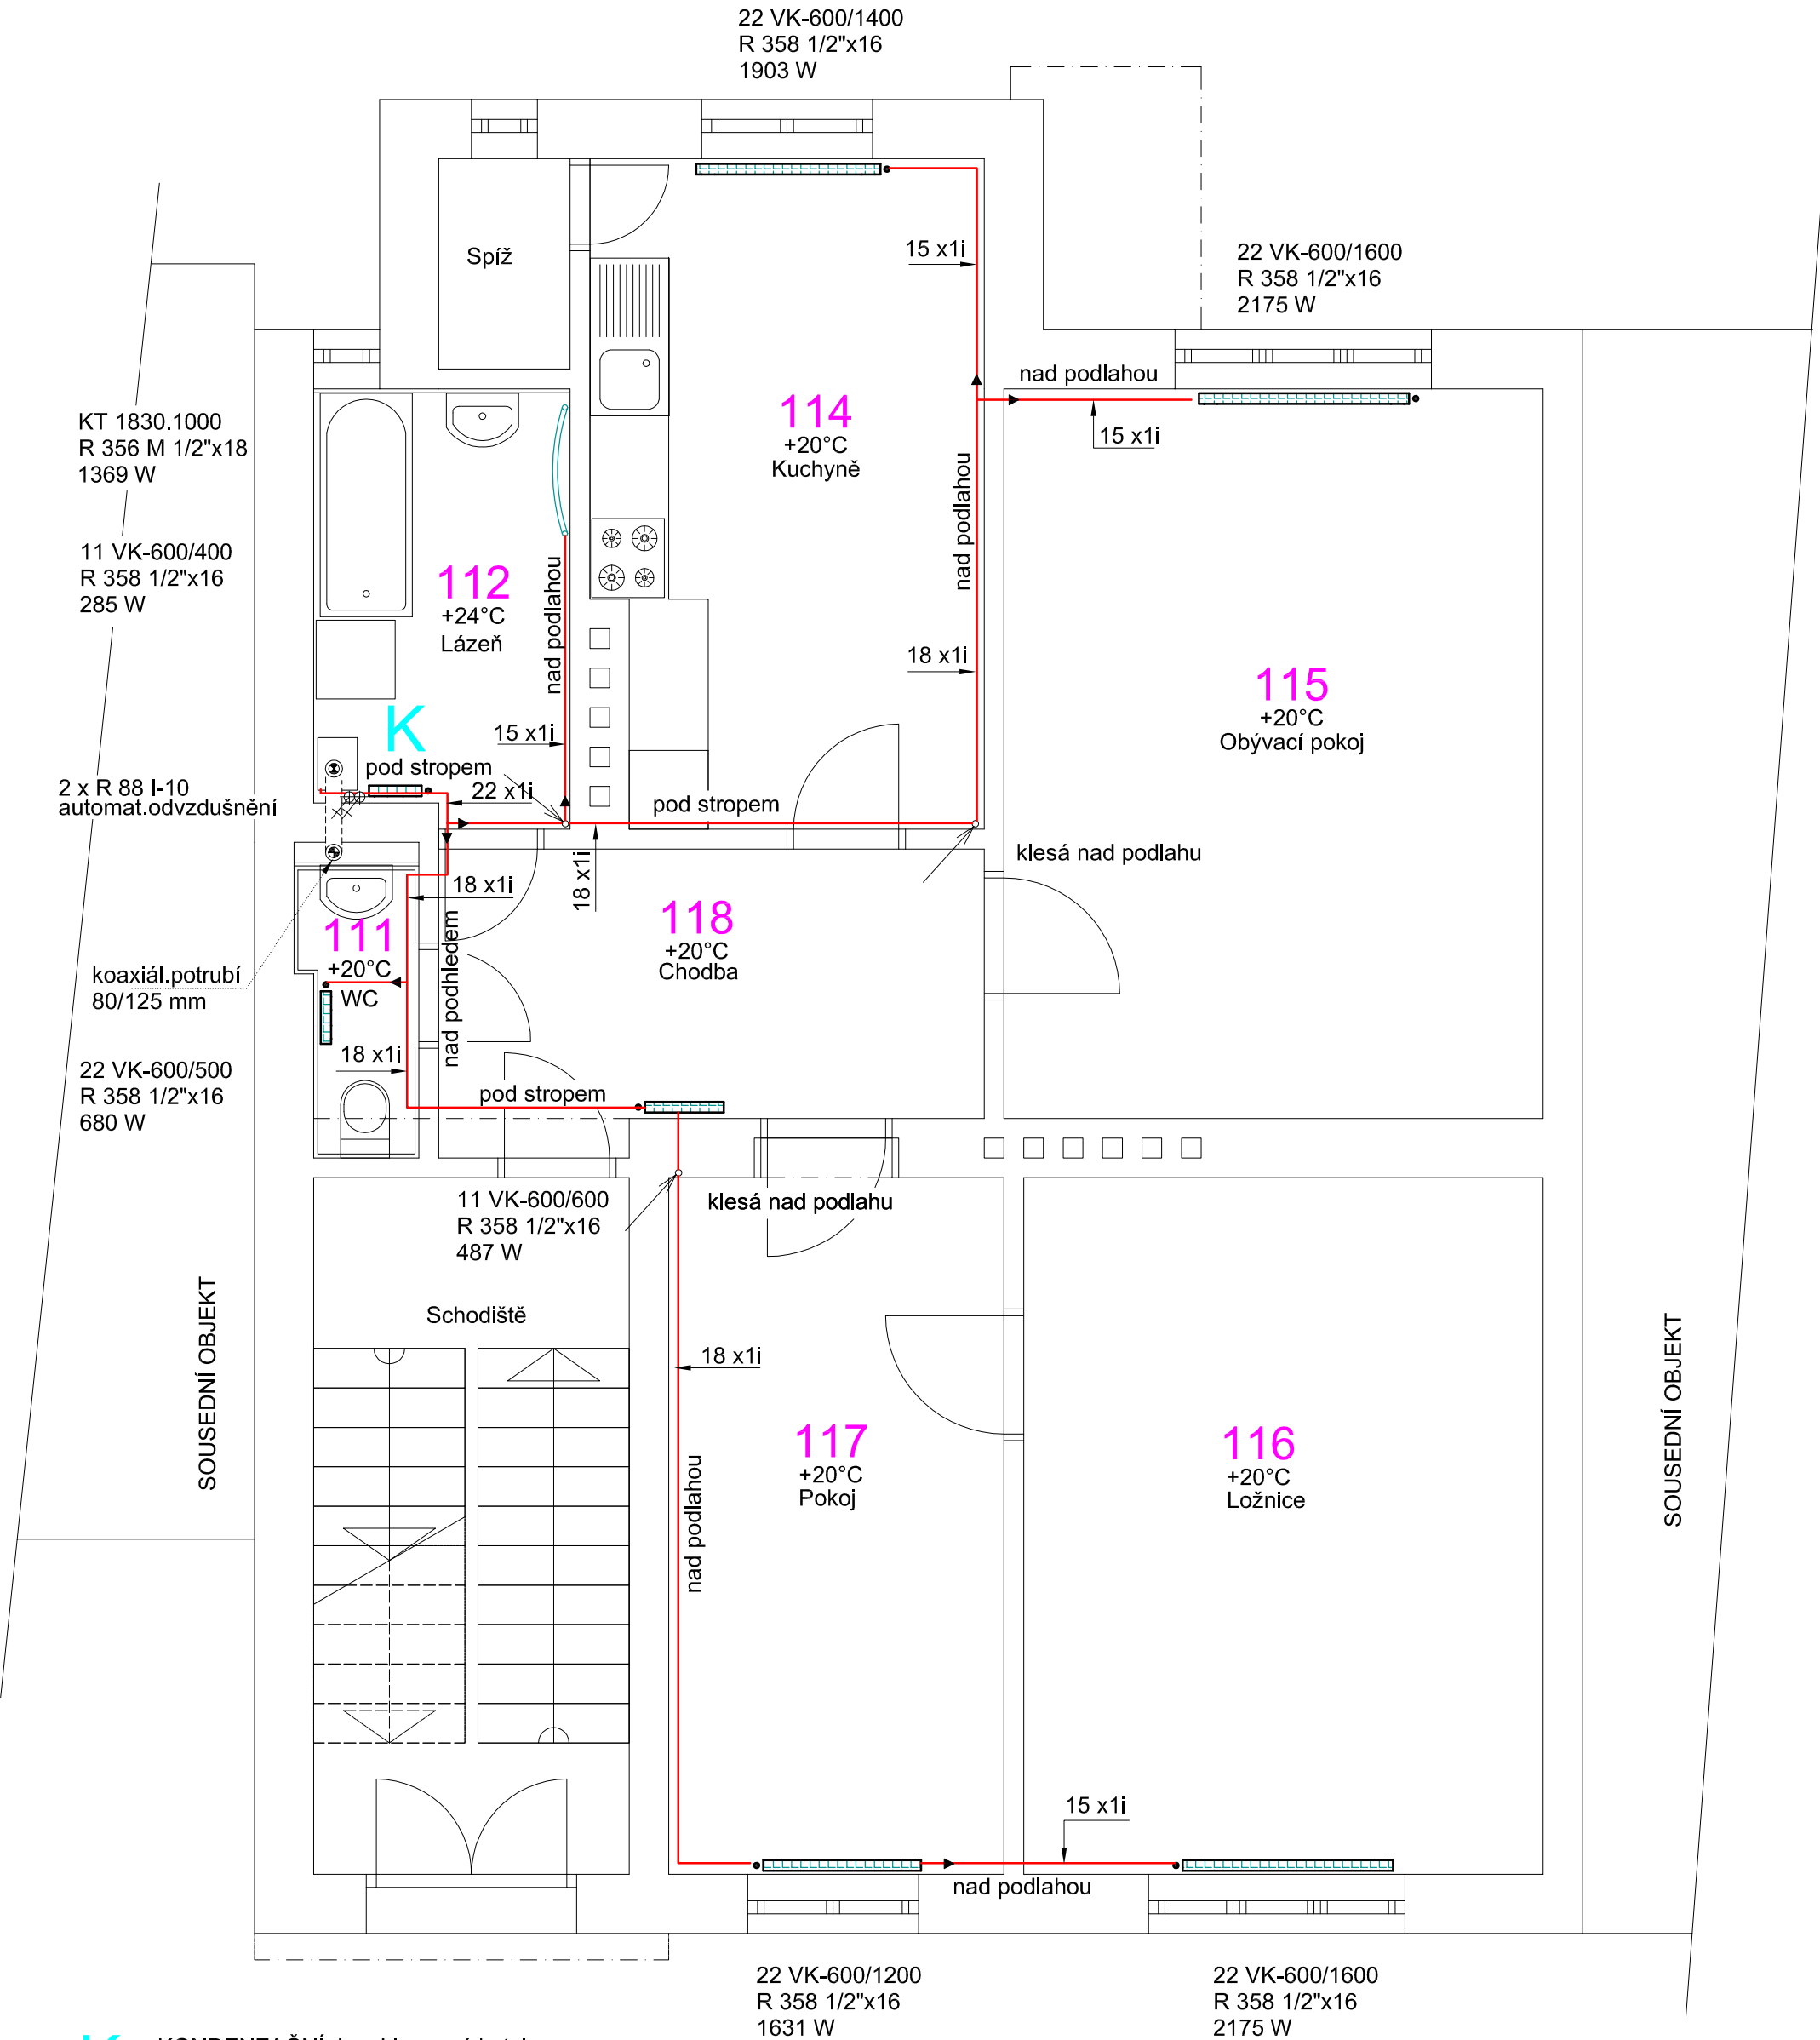 22 VK-600/1400
R 358 1/2"x16
1903 W
22 VK-600/1600
R 358 1/2"x16
2175 W
Spíž
15 x1i
nad podlahou
15 x1i
114
+20°C
Kuchyně
nad podlahou
KT 1830.1000
R 356 M 1/2"x18
1369 W
11 VK-600/400
R 358 1/2"x16
285 W
112
+24°C
Lázeň
nad podlahou
18 x1i
115
+20°C
Obývací pokoj
K
15 x1i
pod stropem
22 x1i
pod stropem
2 x R 88 I-10
automat.odvzdušnění
klesá nad podlahu
18 x1i
18 x1i
118
+20°C
Chodba
111
+20°C
WC
nad podhledem
koaxiál.potrubí
80/125 mm
18 x1i
22 VK-600/500
R 358 1/2"x16
680 W
pod stropem
11 VK-600/600
R 358 1/2"x16
487 W
klesá nad podlahu
Schodiště
SOUSEDNÍ OBJEKT
SOUSEDNÍ OBJEKT
18 x1i
117
+20°C
Pokoj
116
+20°C
Ložnice
nad podlahou
15 x1i
nad podlahou
22 VK-600/1200
R 358 1/2"x16
1631 W
22 VK-600/1600
R 358 1/2"x16
2175 W
K KONDENZAČNÍ